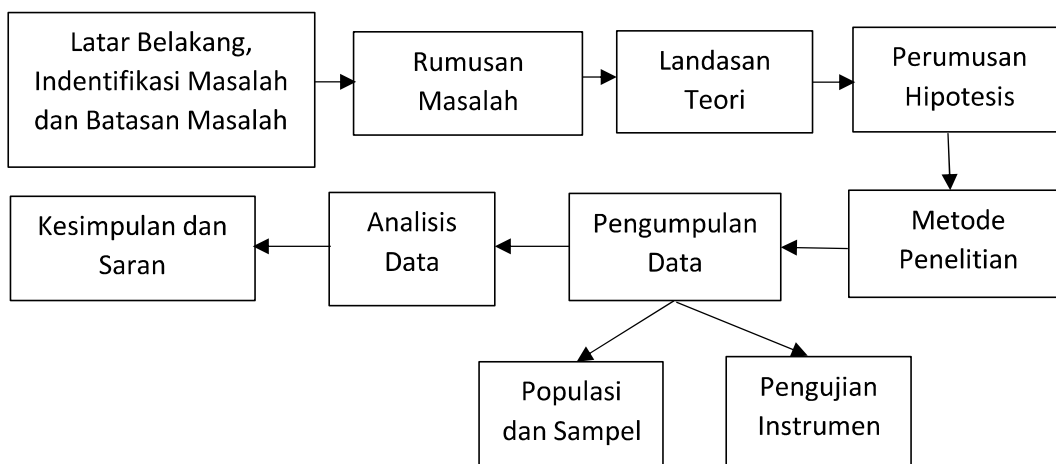 Latar Belakang,
Indentifikasi Masalah
dan Batasan Masalah
Rumusan
Masalah
Landasan
Teori
Perumusan
Hipotesis
Metode
Penelitian
Pengumpulan
Data
Analisis
Data
Kesimpulan dan
Saran
Populasi
dan Sampel
Pengujian
Instrumen